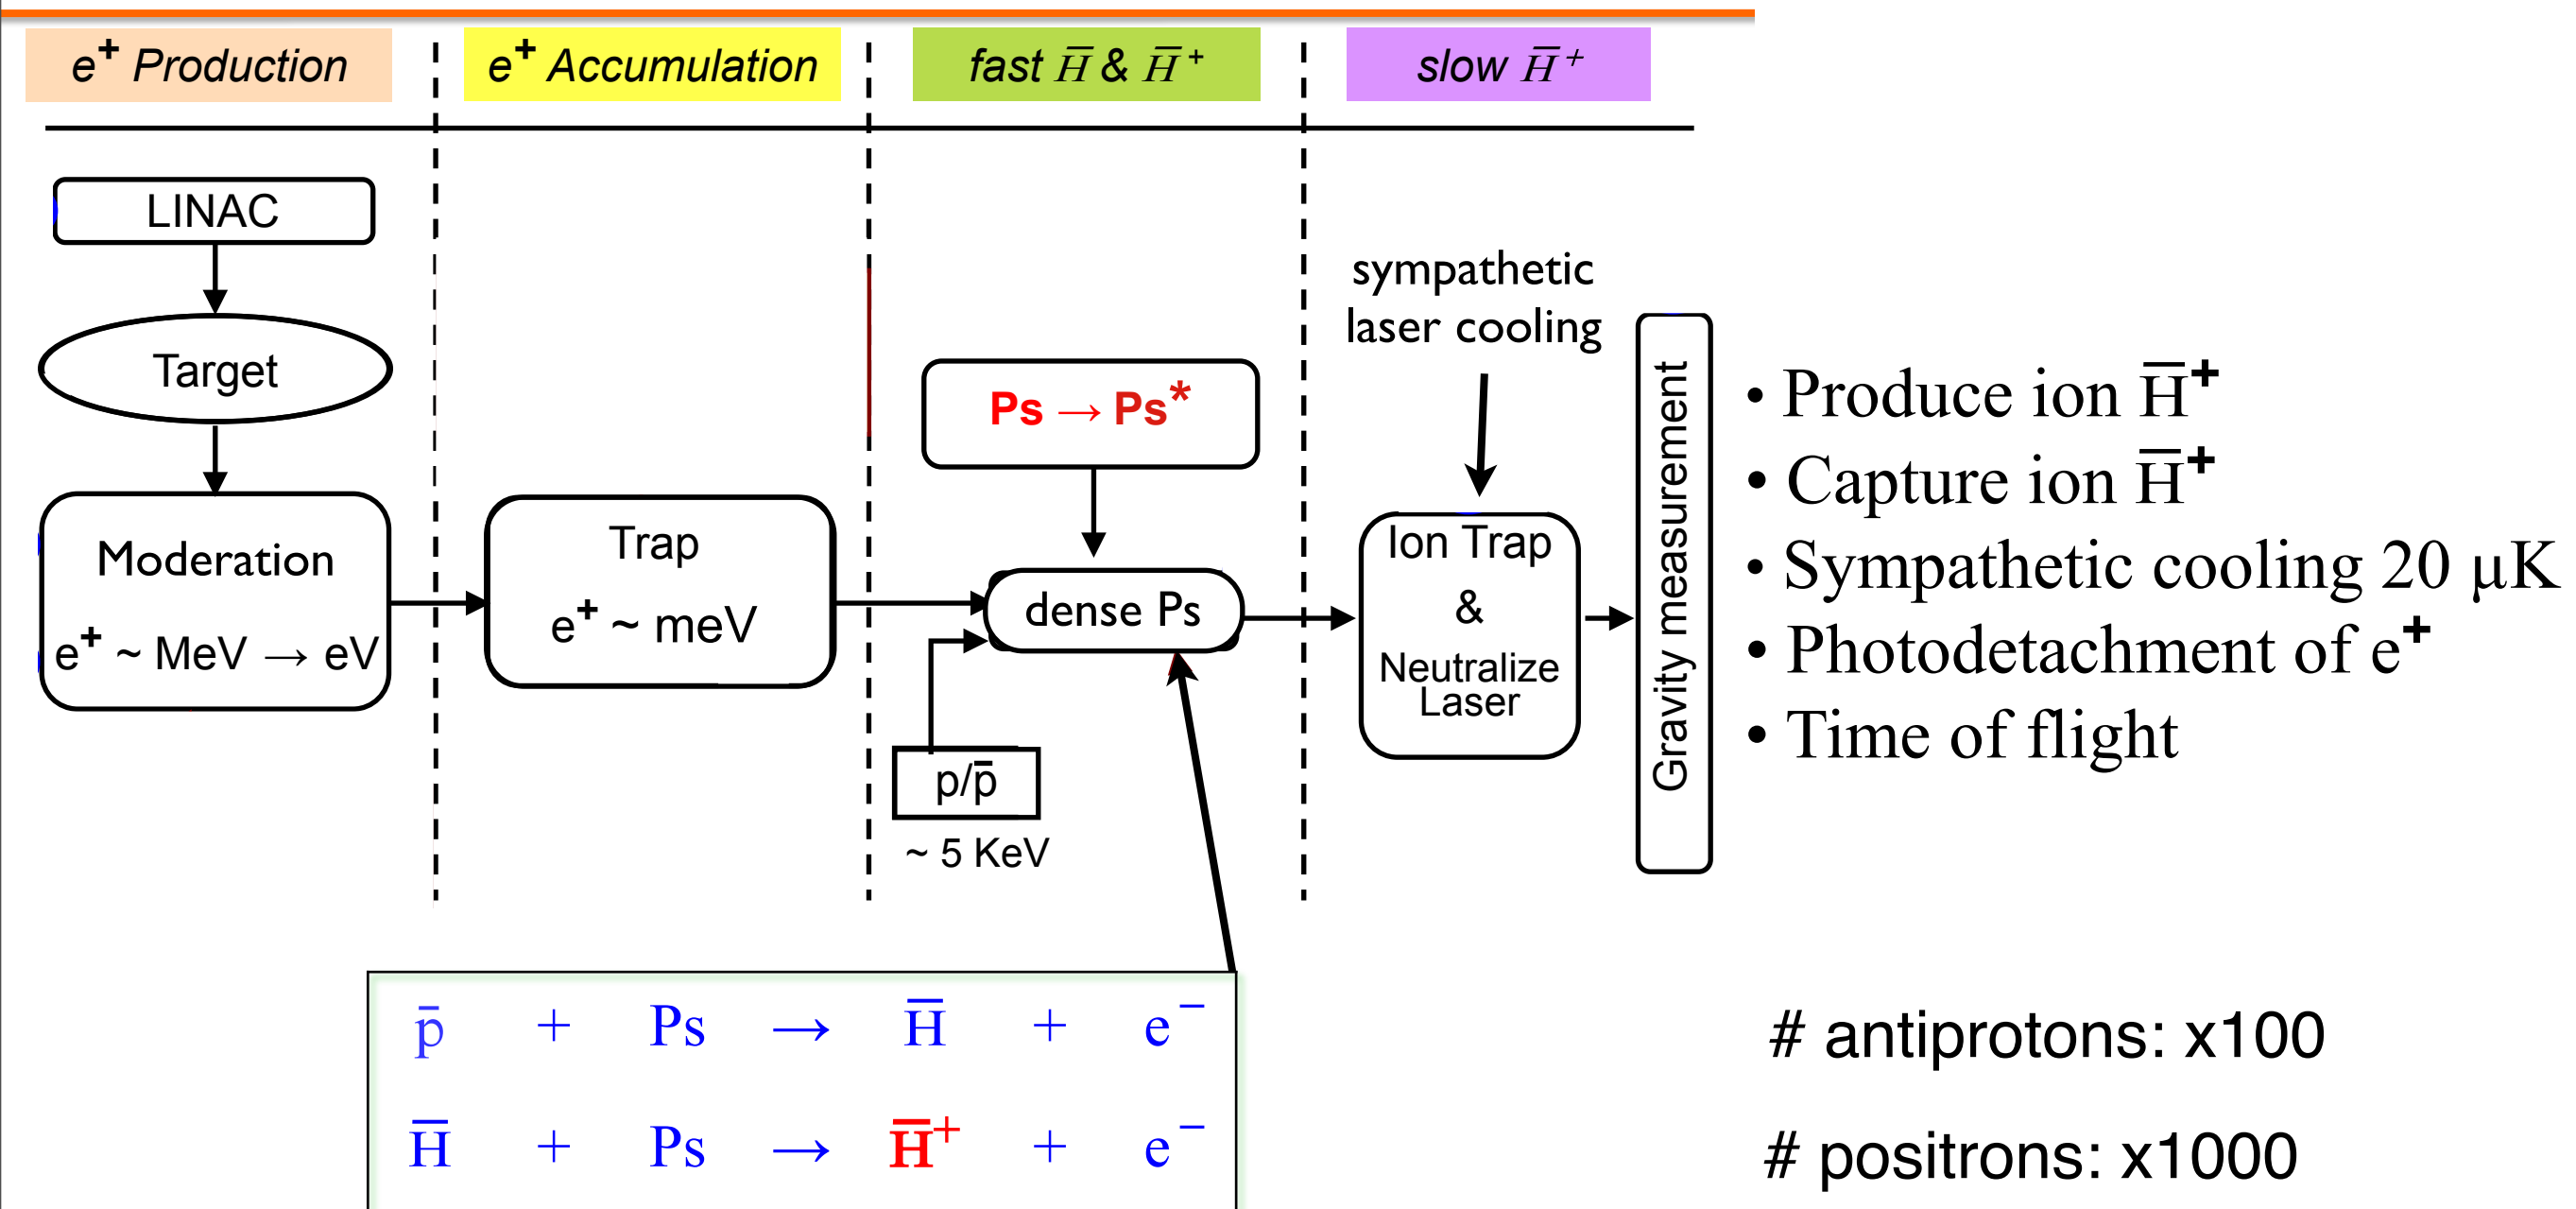 e⁺ Production
e⁺ Accumulation
fast H̅ & H̅⁺
slow H̅⁺
LINAC
Target
Moderation
e⁺ ~ MeV → eV
Trap
e⁺ ~ meV
Ps → Ps*
dense Ps
p/p̅
~ 5 KeV
sympathetic
laser cooling
Ion Trap
&
Neutralize
Laser
Gravity measurement
• Produce ion H̅⁺
• Capture ion H̅⁺
• Sympathetic cooling 20 µK
• Photodetachment of e⁺
• Time of flight
p̅ + Ps → H̅ + e⁻
H̅ + Ps → H̅⁺ + e⁻
# antiprotons: x100
# positrons: x1000